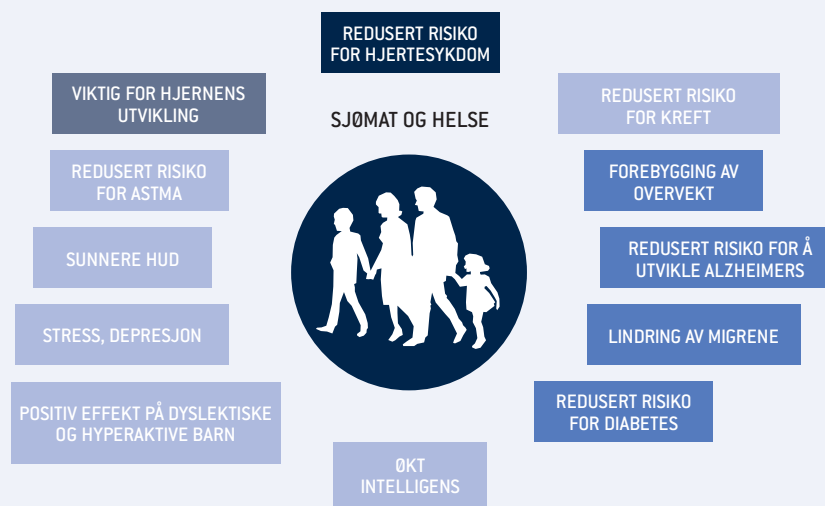 REDUSERT RISIKO
FOR HJERTESYKDOM
SJØMAT OG HELSE
VIKTIG FOR HJERNENS
UTVIKLING
REDUSERT RISIKO
FOR ASTMA
SUNNERE HUD
STRESS, DEPRESJON
POSITIV EFFEKT PÅ DYSLEKTISKE
OG HYPERAKTIVE BARN
REDUSERT RISIKO
FOR KREFT
FOREBYGGING AV
OVERVEKT
REDUSERT RISIKO FOR Å
UTVIKLE ALZHEIMERS
LINDRING AV MIGRENE
REDUSERT RISIKO
FOR DIABETES
ØKT
INTELLIGENS